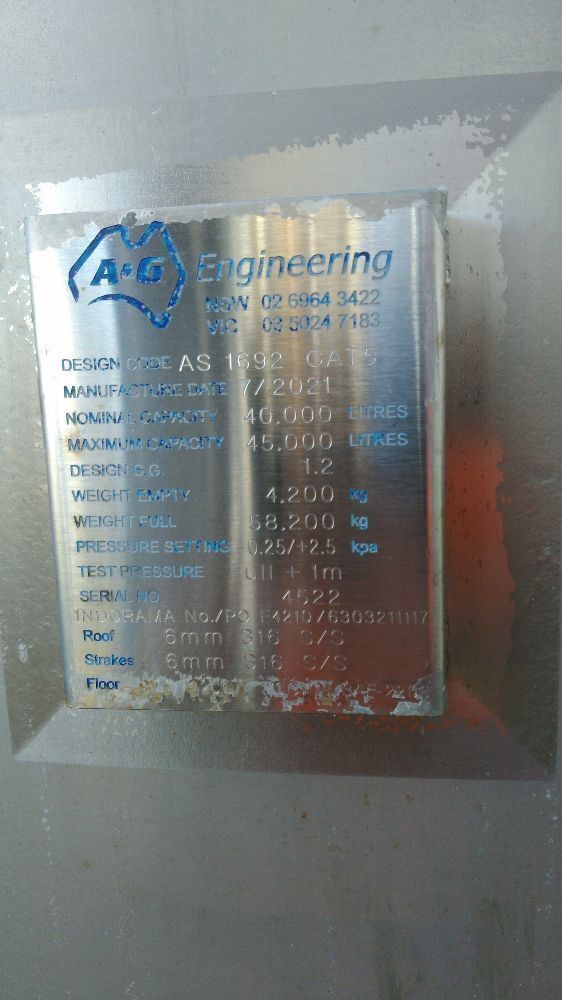 A&G Engineering
NSW 02 6964 3422
VIC 03 5024 7183
DESIGN CODE AS 1692 CAT5
MANUFACTURE DATE 7/2021
NOMINAL CAPACITY 40,000 LITRES
MAXIMUM CAPACITY 45,000 LITRES
DESIGN S.G. 1.2
WEIGHT EMPTY 4,200 kg
WEIGHT FULL 58,200 kg
PRESSURE SETTING -0.25/+2.5 kpa
TEST PRESSURE Full + 1m
SERIAL NO. 4522
INDORAMA No./PO F4210/6303211117
Roof 6mm 316 S/S
Strakes 6mm 316 S/S
Floor